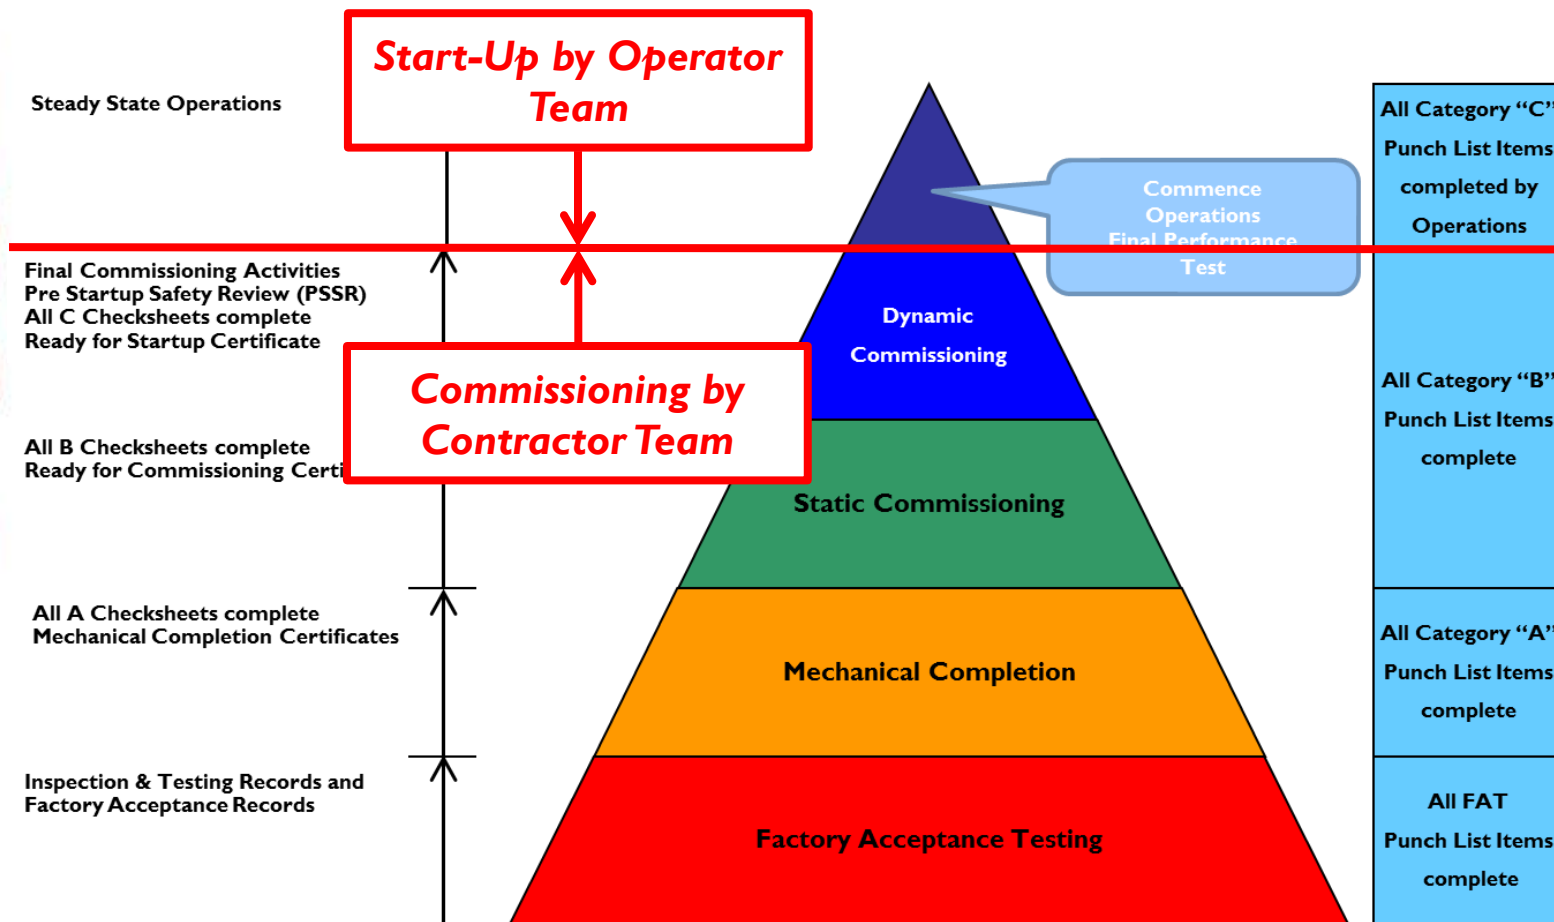 Start-Up by Operator
Team
Steady State Operations
Commence
Operations
Final Performance
Test
All Category “C”
Punch List Items
completed by
Operations
Final Commissioning Activities
Pre Startup Safety Review (PSSR)
All C Checksheets complete
Ready for Startup Certificate
Dynamic
Commissioning
Commissioning by
Contractor Team
All Category “B”
Punch List Items
complete
All B Checksheets complete
Ready for Commissioning Certi
Static Commissioning
All A Checksheets complete
Mechanical Completion Certificates
Mechanical Completion
All Category “A”
Punch List Items
complete
Inspection & Testing Records and
Factory Acceptance Records
Factory Acceptance Testing
All FAT
Punch List Items
complete